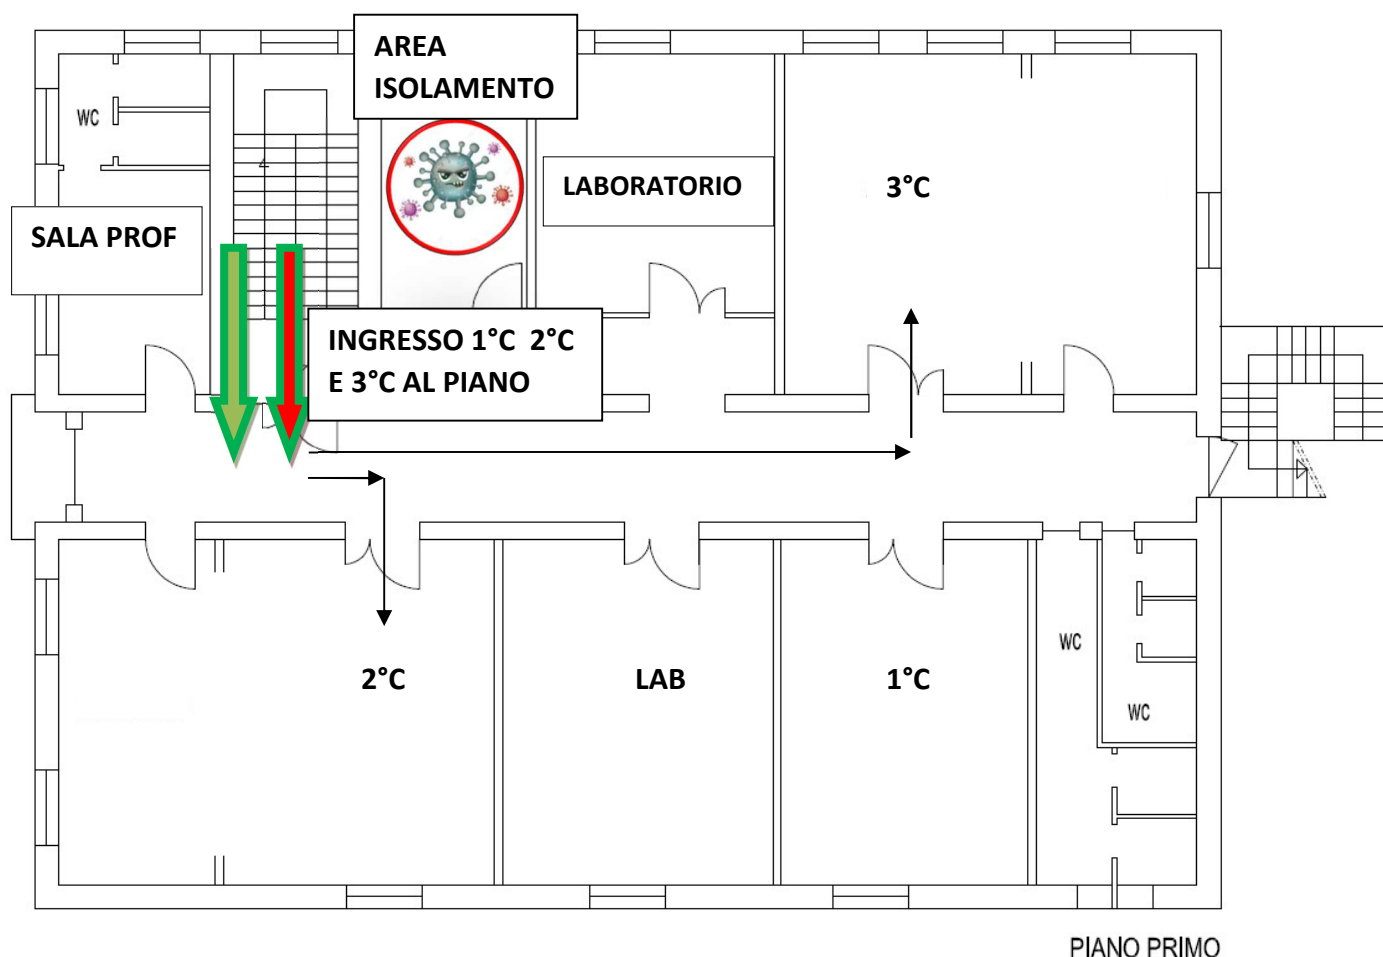 AREA
ISOLAMENTO
WC
LABORATORIO
3°C
SALA PROF
INGRESSO 1°C 2°C
E 3°C AL PIANO
2°C
LAB
1°C
WC
WC
PIANO PRIMO